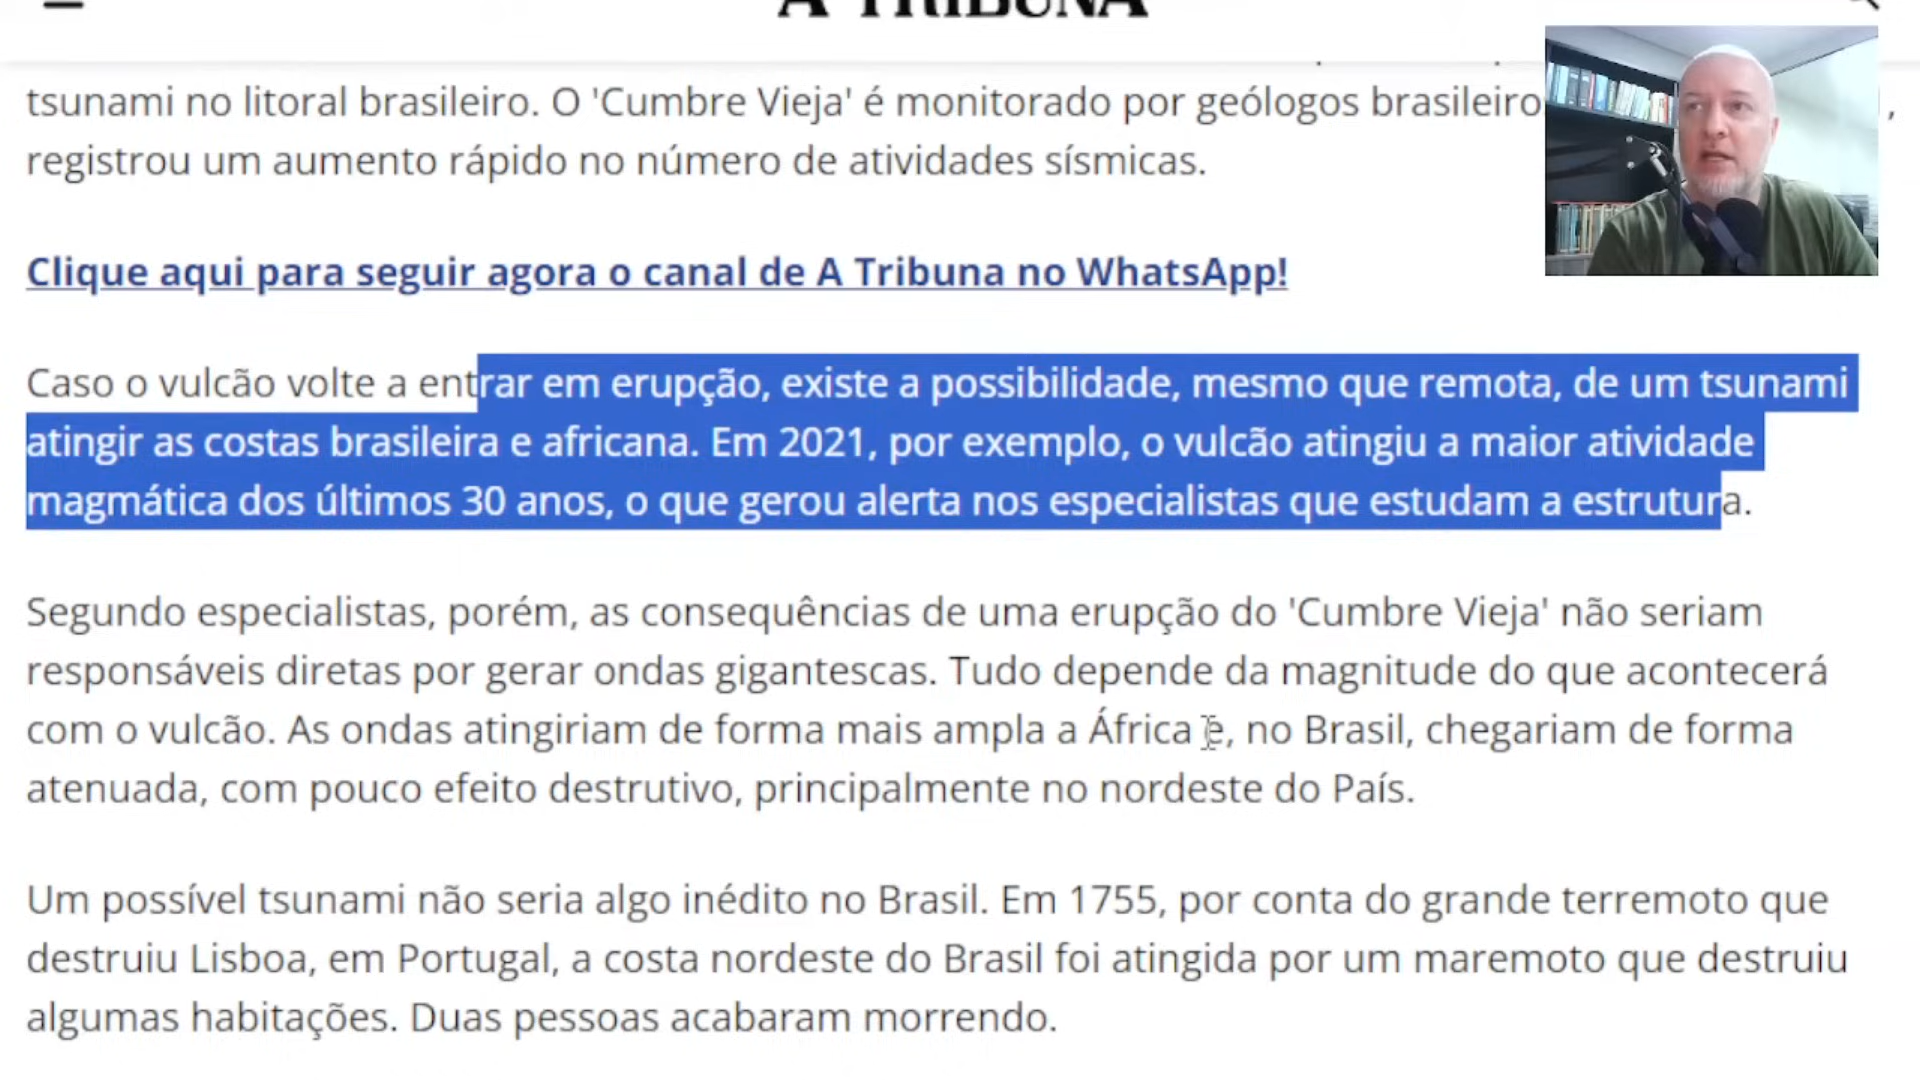 A TRIBUNA
tsunami no litoral brasileiro. O 'Cumbre Vieja' é monitorado por geólogos brasileiro ,
registrou um aumento rápido no número de atividades sísmicas.
Clique aqui para seguir agora o canal de A Tribuna no WhatsApp!
Caso o vulcão volte a entrar em erupção, existe a possibilidade, mesmo que remota, de um tsunami
atingir as costas brasileira e africana. Em 2021, por exemplo, o vulcão atingiu a maior atividade
magmática dos últimos 30 anos, o que gerou alerta nos especialistas que estudam a estrutura.
Segundo especialistas, porém, as consequências de uma erupção do 'Cumbre Vieja' não seriam
responsáveis diretas por gerar ondas gigantescas. Tudo depende da magnitude do que acontecerá
com o vulcão. As ondas atingiriam de forma mais ampla a África e, no Brasil, chegariam de forma
atenuada, com pouco efeito destrutivo, principalmente no nordeste do País.
Um possível tsunami não seria algo inédito no Brasil. Em 1755, por conta do grande terremoto que
destruiu Lisboa, em Portugal, a costa nordeste do Brasil foi atingida por um maremoto que destruiu
algumas habitações. Duas pessoas acabaram morrendo.